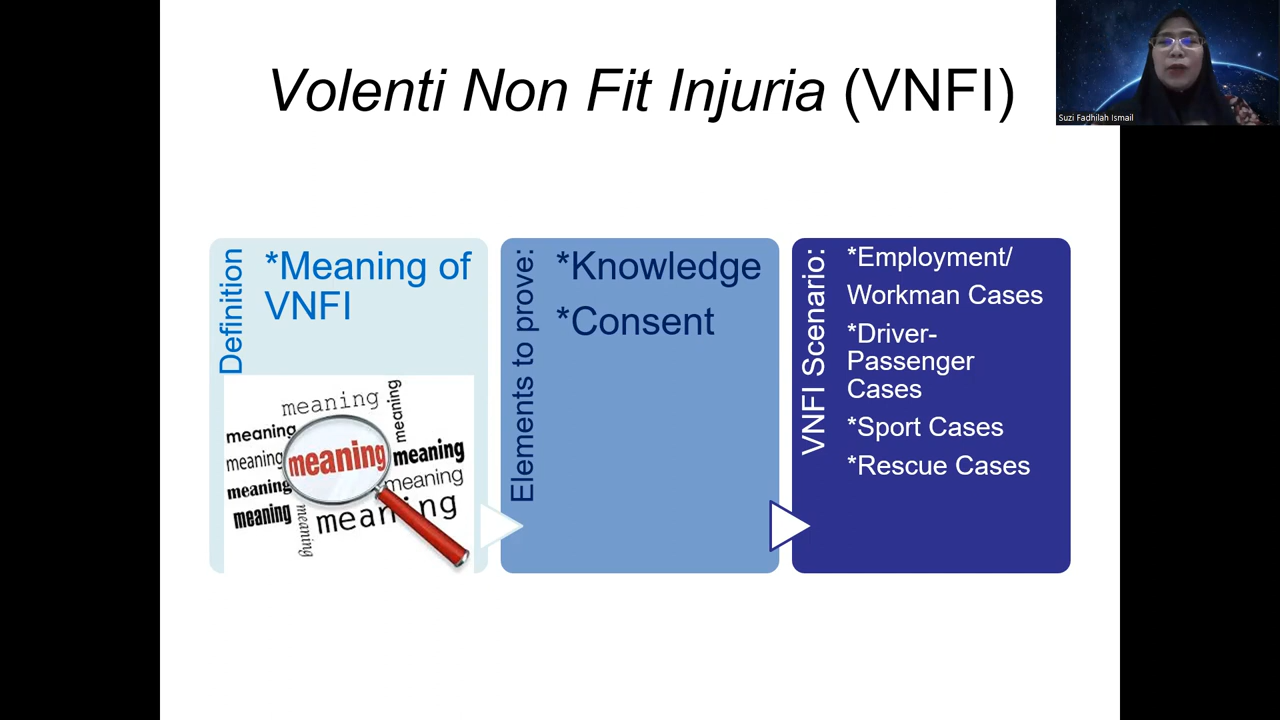 Volenti Non Fit Injuria (VNFI)
Suzi Fadhilah Ismail
Definition
*Meaning of
VNFI
meaning
meaning
meaning
meaning
meaning
meaning
meaning
meaning
meaning
meaning
meaning
Elements to prove:
*Knowledge
*Consent
VNFI Scenario:
*Employment/
Workman Cases
*Driver-
Passenger
Cases
*Sport Cases
*Rescue Cases